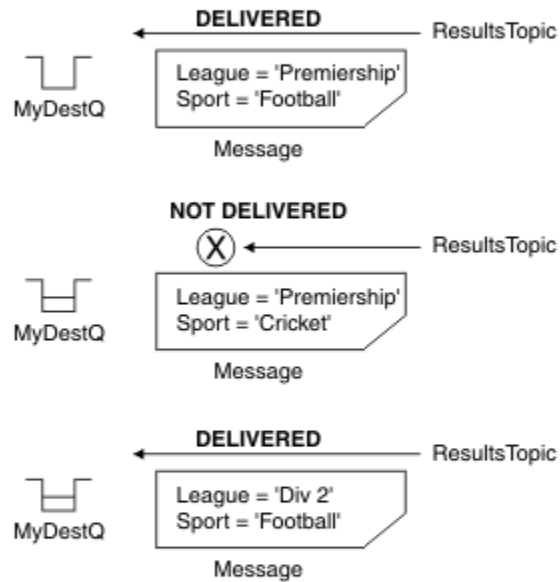 DELIVERED
ResultsTopic
League = 'Premiership'
Sport = 'Football'
MyDestQ
Message
NOT DELIVERED
X
ResultsTopic
League = 'Premiership'
Sport = 'Cricket'
MyDestQ
Message
DELIVERED
ResultsTopic
League = 'Div 2'
Sport = 'Football'
MyDestQ
Message